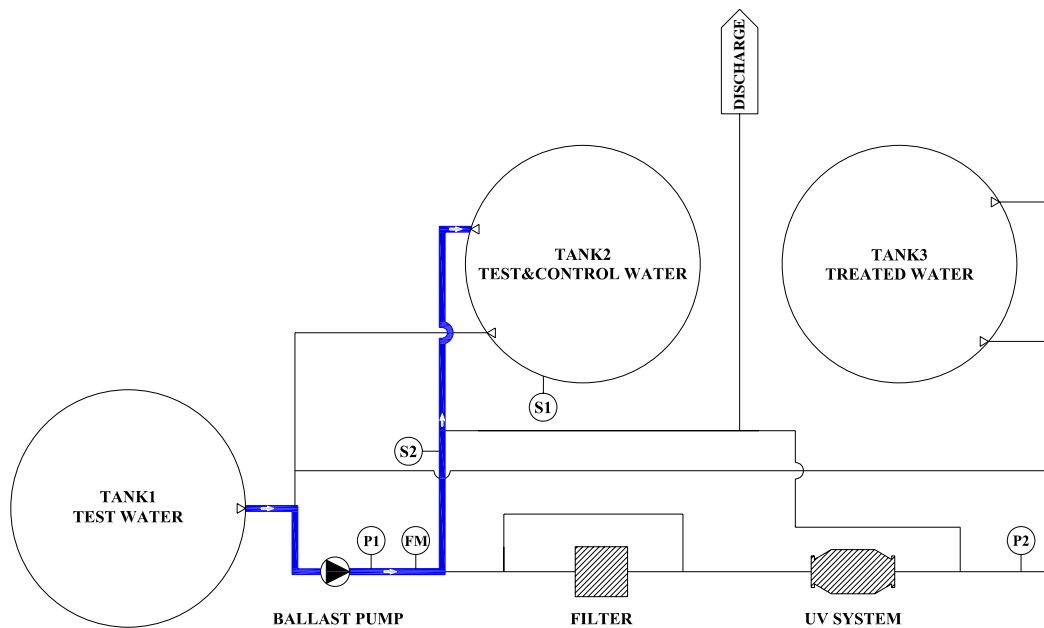 DISCHARGE
TANK2
TEST&CONTROL WATER
TANK3
TREATED WATER
S1
S2
TANK1
TEST WATER
P1
FM
P2
BALLAST PUMP
FILTER
UV SYSTEM